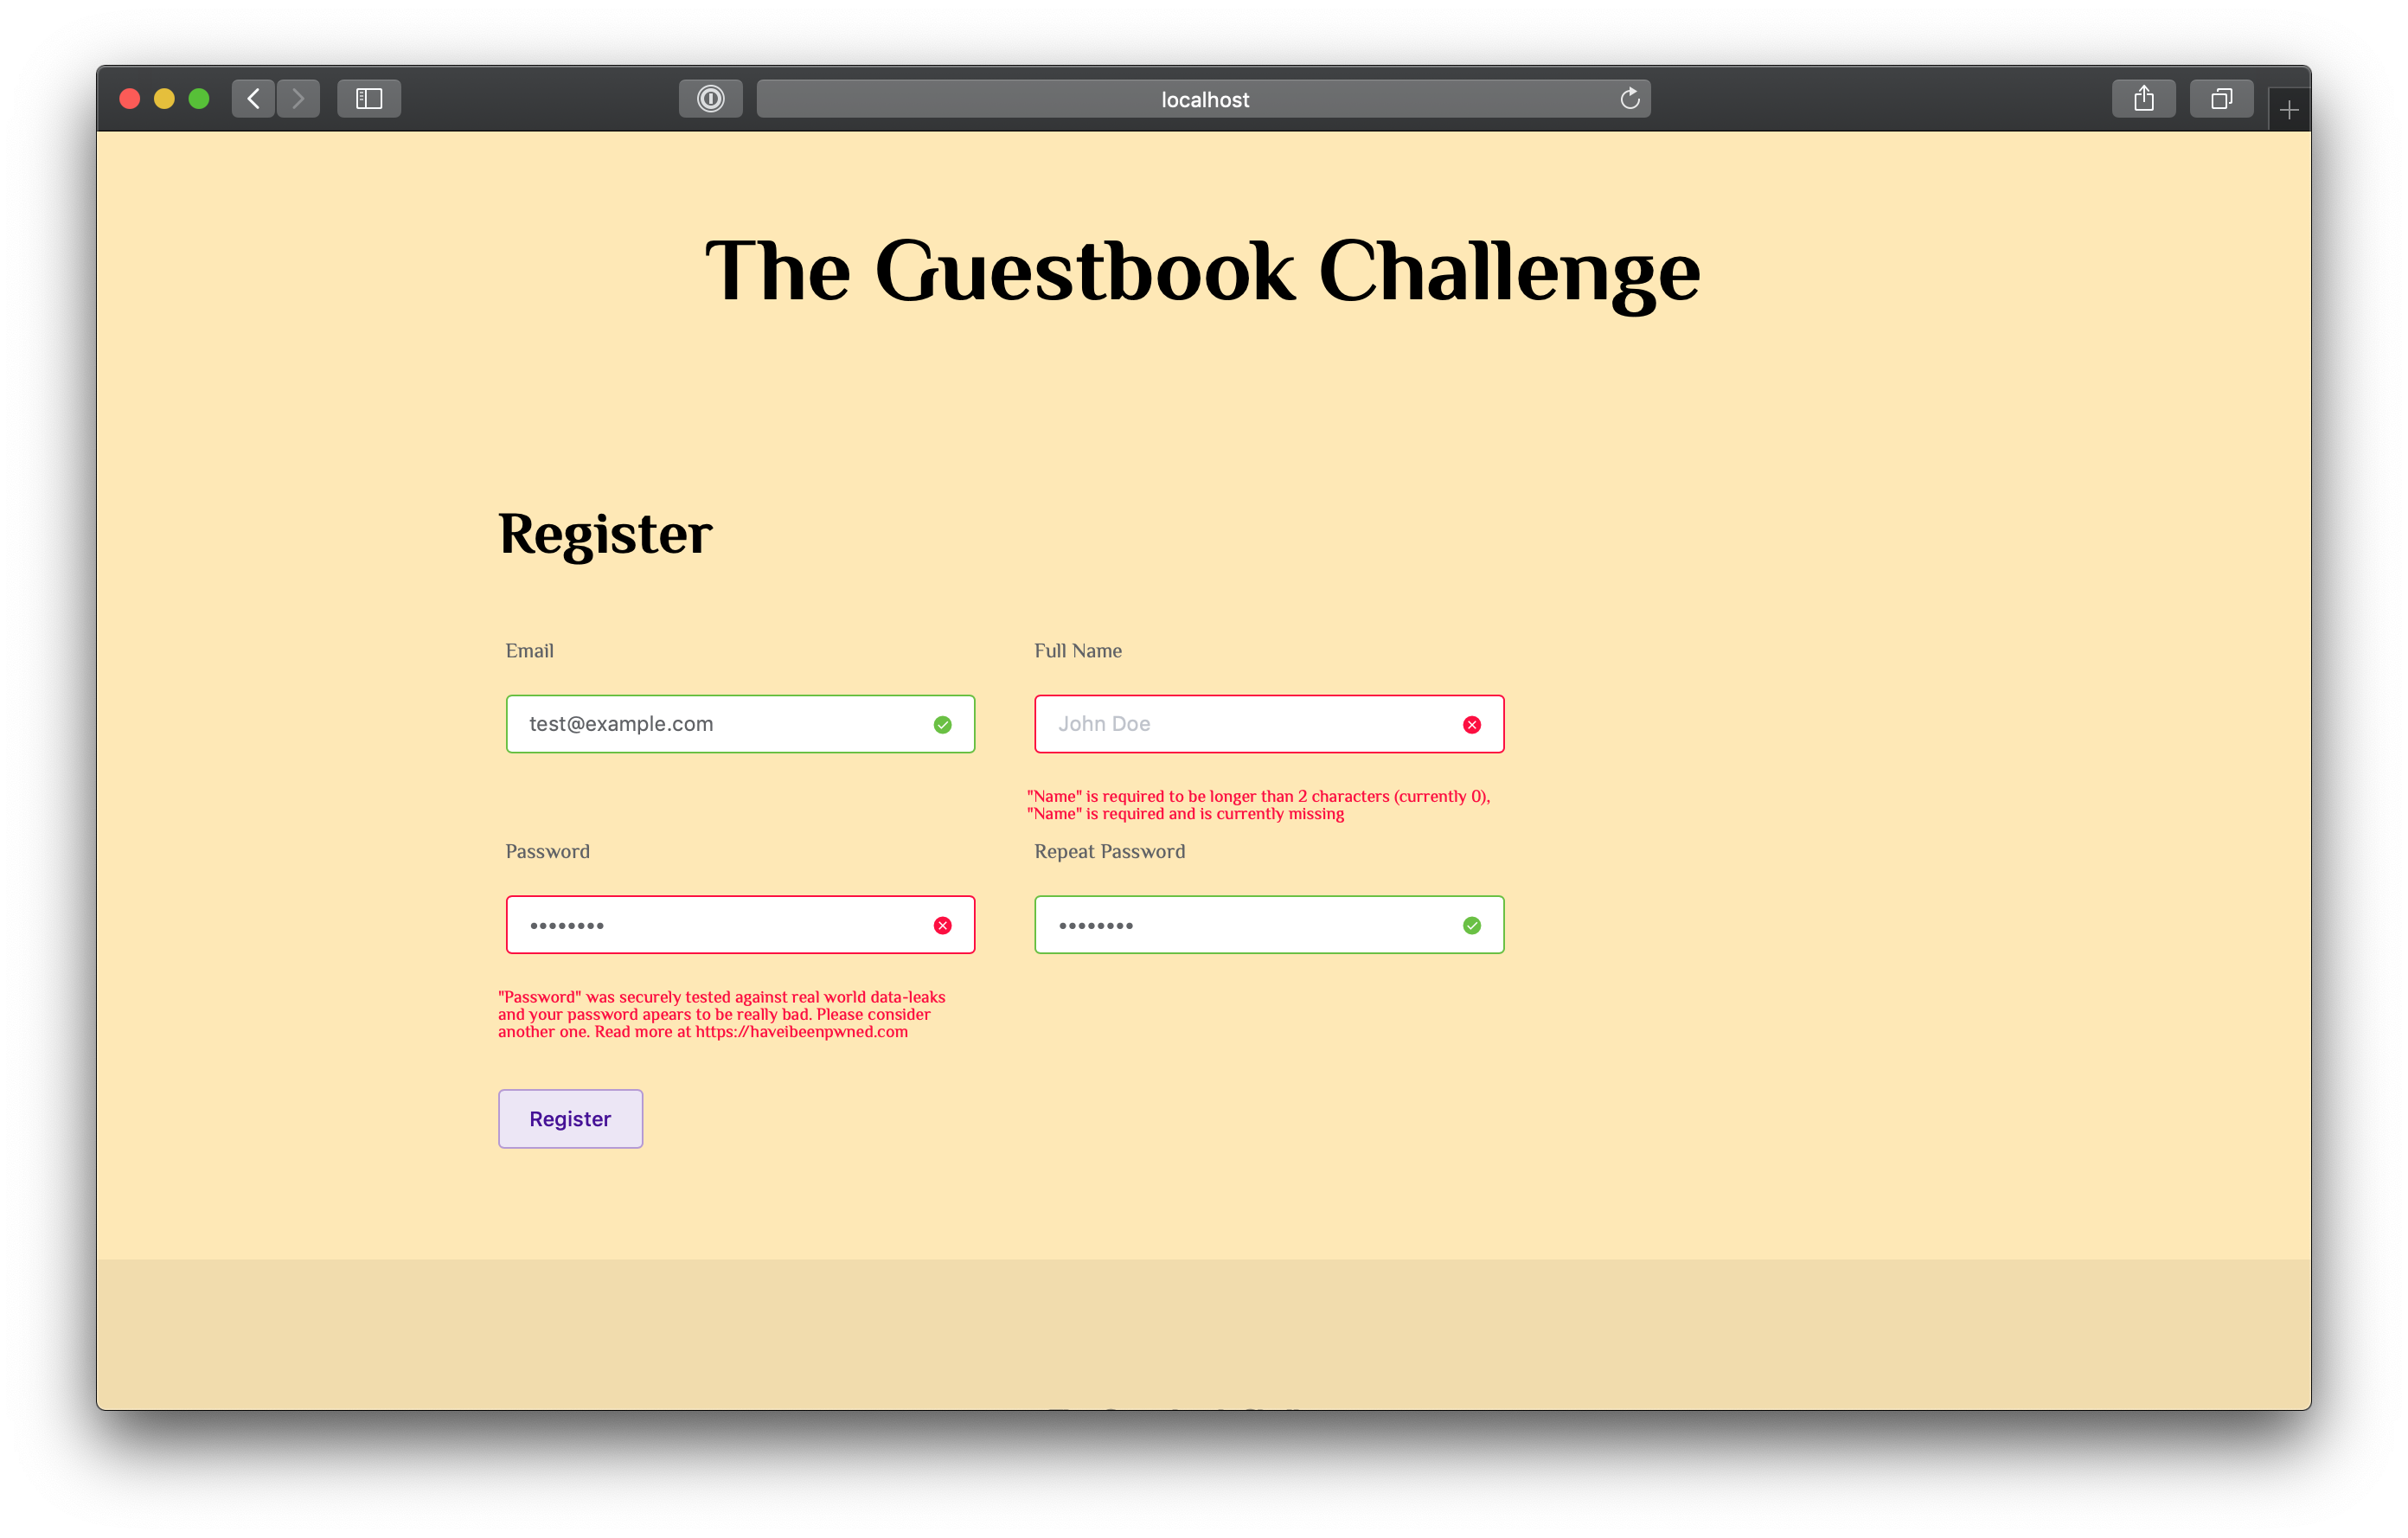 localhost
The Guestbook Challenge
Register
Email
Full Name
test@example.com
John Doe
"Name" is required to be longer than 2 characters (currently 0),
"Name" is required and is currently missing
Password
Repeat Password
••••••••
••••••••
"Password" was securely tested against real world data-leaks
and your password apears to be really bad. Please consider
another one. Read more at https://haveibeenpwned.com
Register